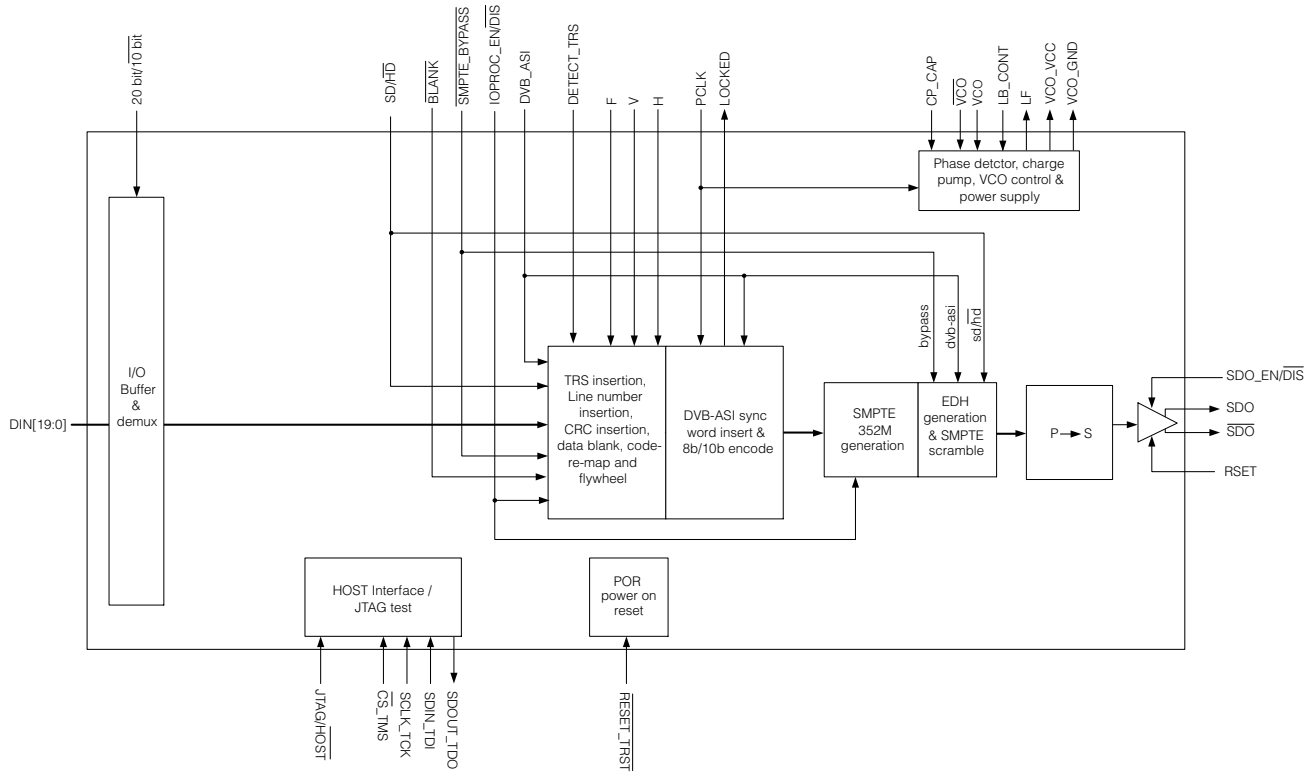 20 bit/10 bit
SD/HD
BLANK
SMPTE_BYPASS
IOPROC_EN/DIS
DVB_ASI
DETECT_TRS
F
V
H
PCLK
LOCKED
CP_CAP
VCO
VCO
LB_CONT
LF
VCO_VCC
VCO_GND
Phase detctor, charge
pump, VCO control &
power supply
bypass
dvb-asi
sd/hd
DIN[19:0]
I/O
Buffer
&
demux
TRS insertion,
Line number
insertion,
CRC insertion,
data blank, code-
re-map and
flywheel
DVB-ASI sync
word insert &
8b/10b encode
SMPTE
352M
generation
EDH
generation
& SMPTE
scramble
P S
SDO_EN/DIS
SDO
SDO
RSET
HOST Interface /
JTAG test
POR
power on
reset
JTAG/HOST
CS_TMS
SCLK_TCK
SDIN_TDI
SDOUT_TDO
RESET_TRST